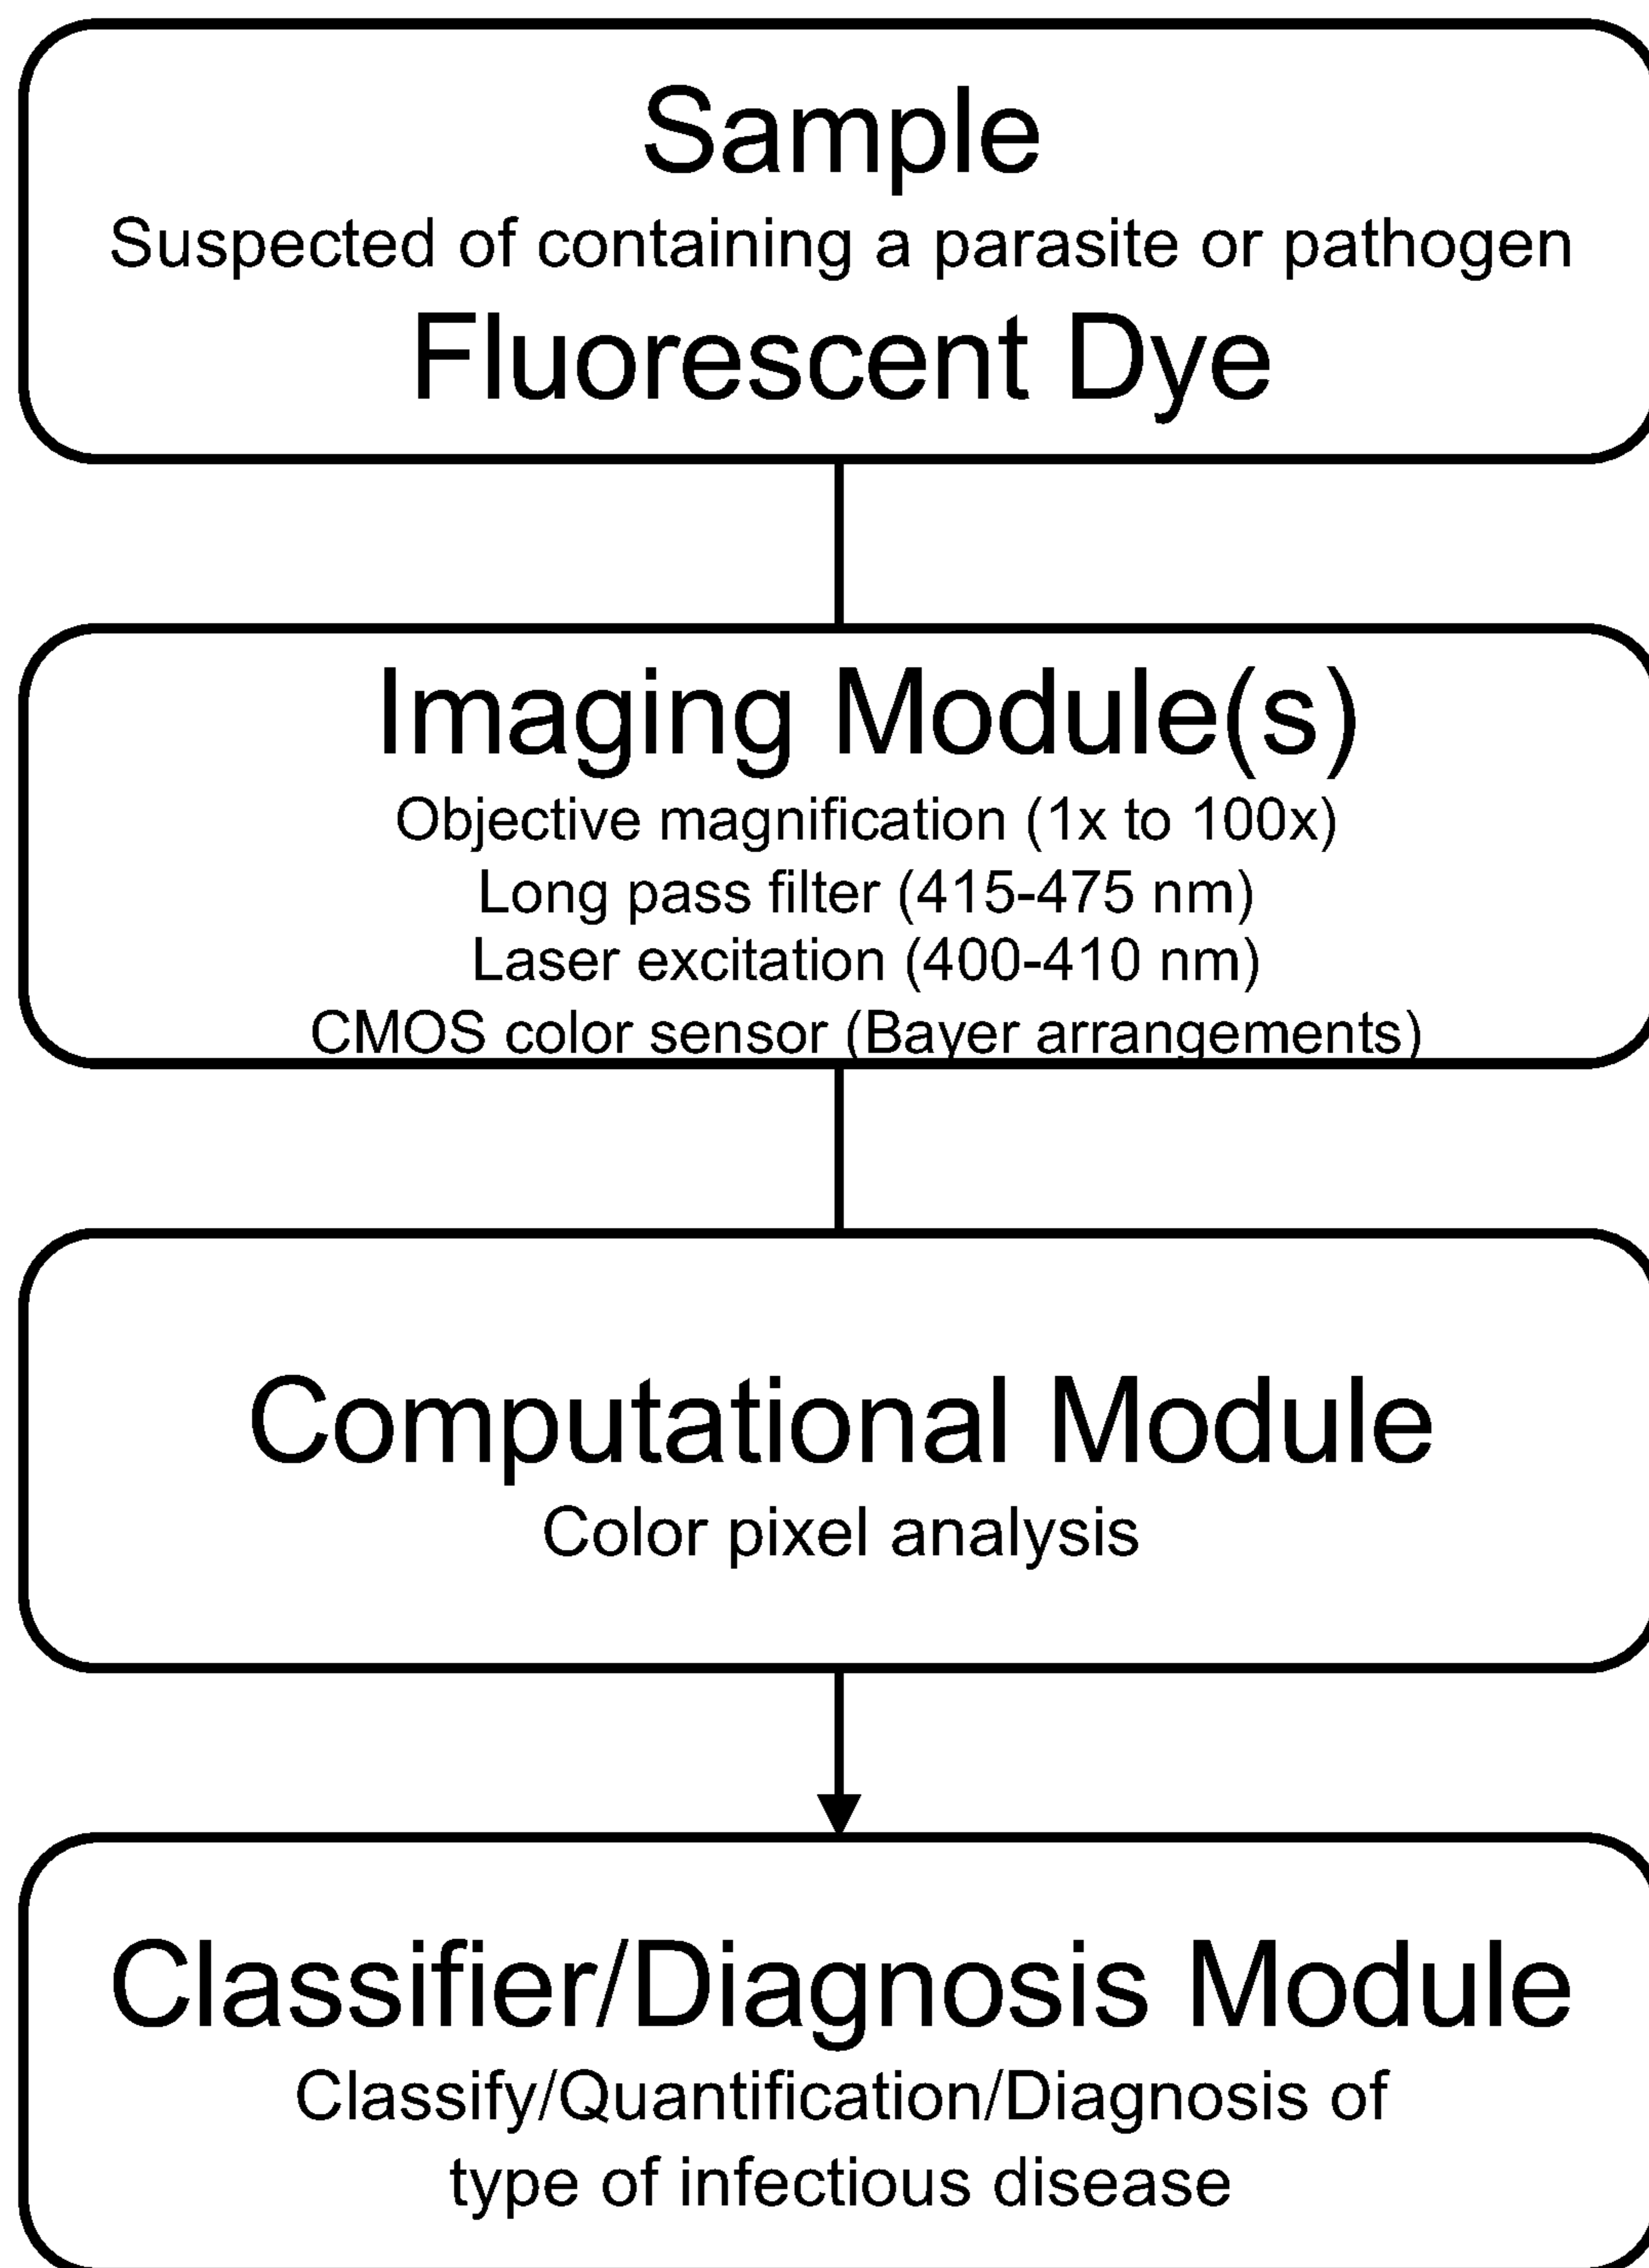 Sample
Suspected of containing a parasite or pathogen
Fluorescent Dye
Imaging Module(s)
Objective magnification (1x to 100x)
Long pass filter (415-475 nm)
Laser excitation (400-410 nm)
CMOS color sensor (Bayer arrangements)
Computational Module
Color pixel analysis
Classifier/Diagnosis Module
Classify/Quantification/Diagnosis of
type of infectious disease